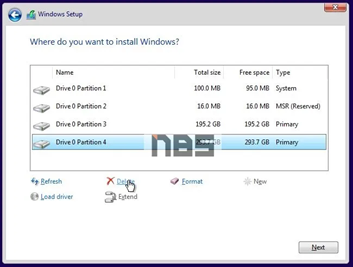 Windows Setup
Where do you want to install Windows?
Name Total size Free space Type
Drive 0 Partition 1 100.0 MB 95.0 MB System
Drive 0 Partition 2 16.0 MB 16.0 MB MSR (Reserved)
Drive 0 Partition 3 195.2 GB 195.2 GB Primary
Drive 0 Partition 4 293.7 GB Primary
NBS
Refresh Delete Format New
Load driver Extend
Next